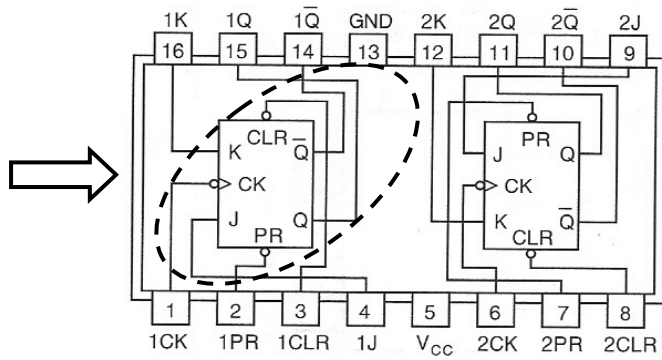 1K 1Q 1Q̅ GND 2K 2Q 2Q̅ 2J
16 15 14 13 12 11 10 9
CLR PR
K Q̅ J Q
CK CK
J Q K Q̅
PR CLR
1 2 3 4 5 6 7 8
1CK 1PR 1CLR 1J VCC 2CK 2PR 2CLR